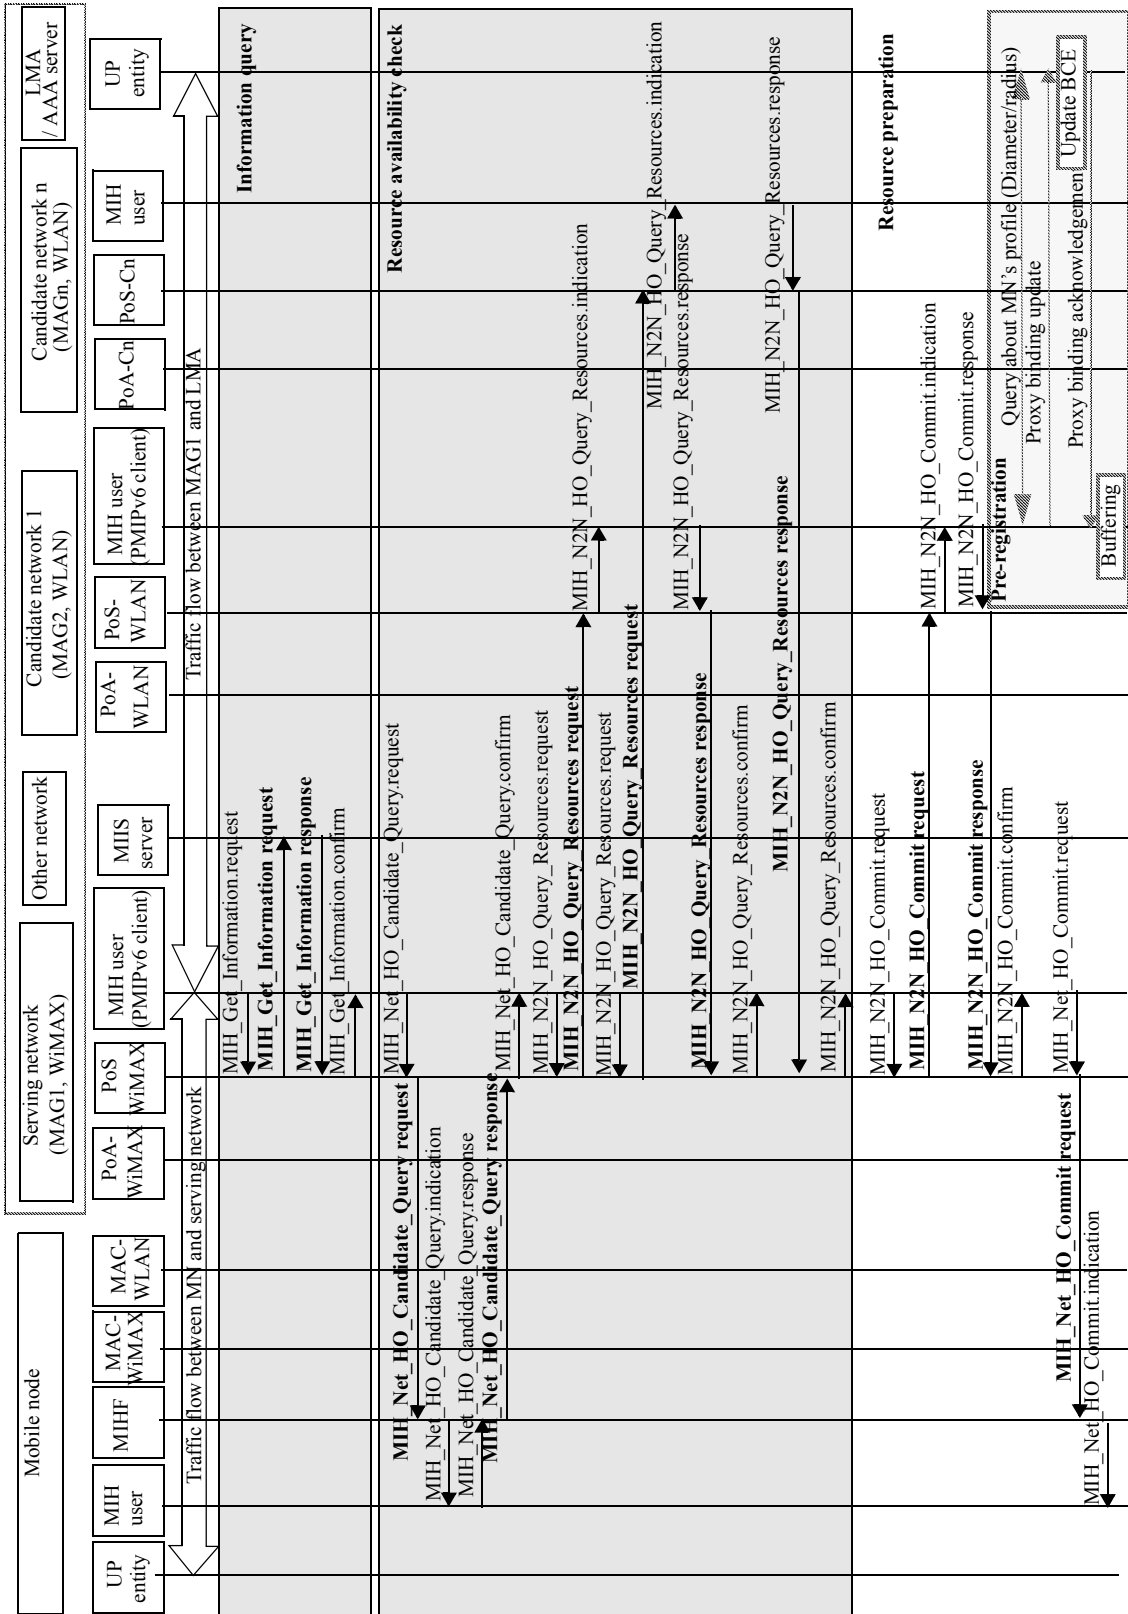 Mobile node
Serving network
(MAG1, WiMAX)
Other network
Candidate network 1
(MAG2, WLAN)
Candidate network n
(MAGn, WLAN)
LMA
/ AAA server
UP
entity
MIH
user
MIHF
MAC-
WiMAX
MAC-
WLAN
PoA-
WiMAX
PoS
WiMAX
MIH user
(PMIPv6 client)
MIIS
server
PoA-
WLAN
PoS-
WLAN
MIH user
(PMIPv6 client)
PoA-Cn
PoS-Cn
MIH
user
UP
entity
Traffic flow between MN and serving network
Traffic flow between MAG1 and LMA
Information query
MIH_Get_Information.request
MIH_Get_Information request
MIH_Get_Information response
MIH_Get_Information.confirm
Resource availability check
MIH_Net_HO_Candidate_Query.request
MIH_Net_HO_Candidate_Query request
MIH_Net_HO_Candidate_Query.indication
MIH_Net_HO_Candidate_Query.response
MIH_Net_HO_Candidate_Query response
MIH_Net_HO_Candidate_Query.confirm
MIH_N2N_HO_Query_Resources.request
MIH_N2N_HO_Query_Resources request
MIH_N2N_HO_Query_Resources.indication
MIH_N2N_HO_Query_Resources.request
MIH_N2N_HO_Query_Resources request
MIH_N2N_HO_Query_Resources.indication
MIH_N2N_HO_Query_Resources.response
MIH_N2N_HO_Query_Resources response
MIH_N2N_HO_Query_Resources.confirm
MIH_N2N_HO_Query_Resources.response
MIH_N2N_HO_Query_Resources response
MIH_N2N_HO_Query_Resources.confirm
Resource preparation
MIH_N2N_HO_Commit.request
MIH_N2N_HO_Commit request
MIH_N2N_HO_Commit.indication
MIH_N2N_HO_Commit.response
MIH_N2N_HO_Commit response
MIH_N2N_HO_Commit.confirm
Pre-registration
Query about MN's profile (Diameter/radius)
Proxy binding update
Update BCE
Proxy binding acknowledgemen
Buffering
MIH_Net_HO_Commit.request
MIH_Net_HO_Commit request
MIH_Net_HO_Commit.indication